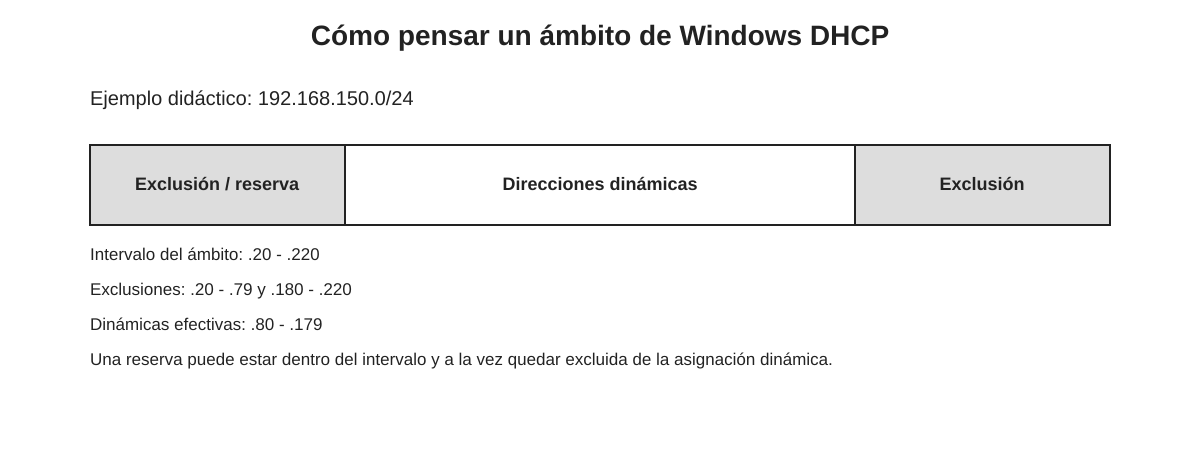 Cómo pensar un ámbito de Windows DHCP
Ejemplo didáctico: 192.168.150.0/24
Exclusión / reserva
Direcciones dinámicas
Exclusión
Intervalo del ámbito: .20 - .220
Exclusiones: .20 - .79 y .180 - .220
Dinámicas efectivas: .80 - .179
Una reserva puede estar dentro del intervalo y a la vez quedar excluida de la asignación dinámica.